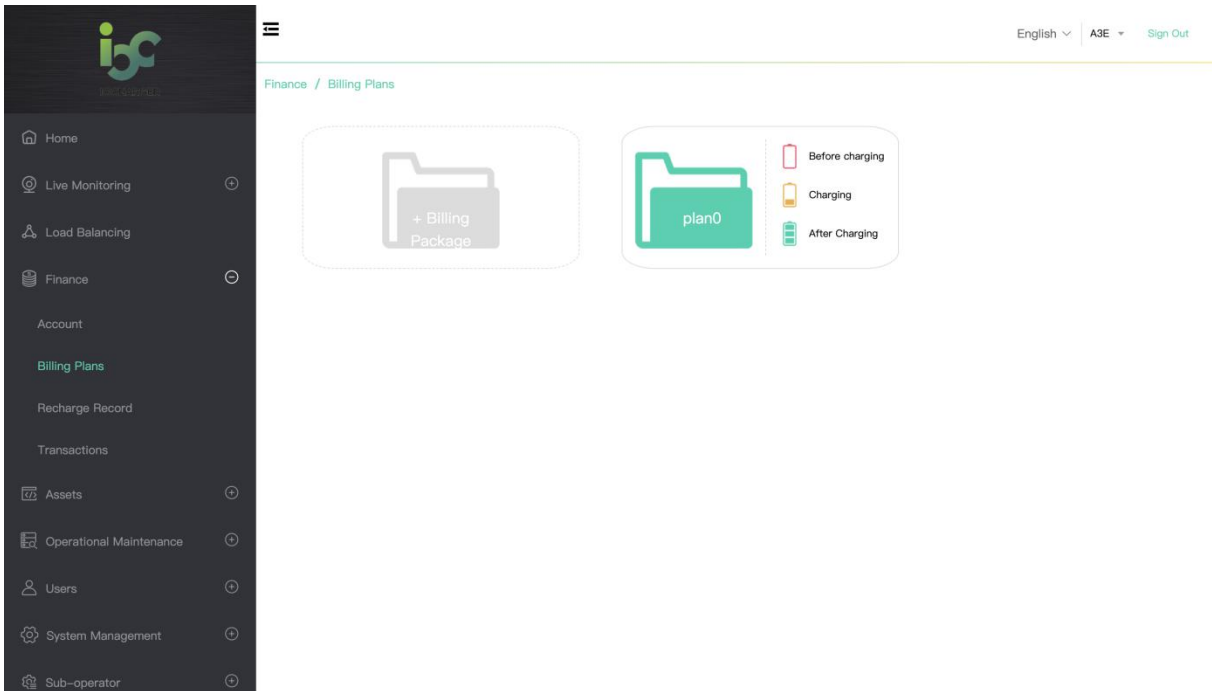 English
A3E
Sign Out
Finance / Billing Plans
Home
Live Monitoring
Load Balancing
Finance
Account
Billing Plans
Recharge Record
Transactions
Assets
Operational Maintenance
Users
System Management
Sub-operator
+ Billing
Package
plan0
Before charging
Charging
After Charging